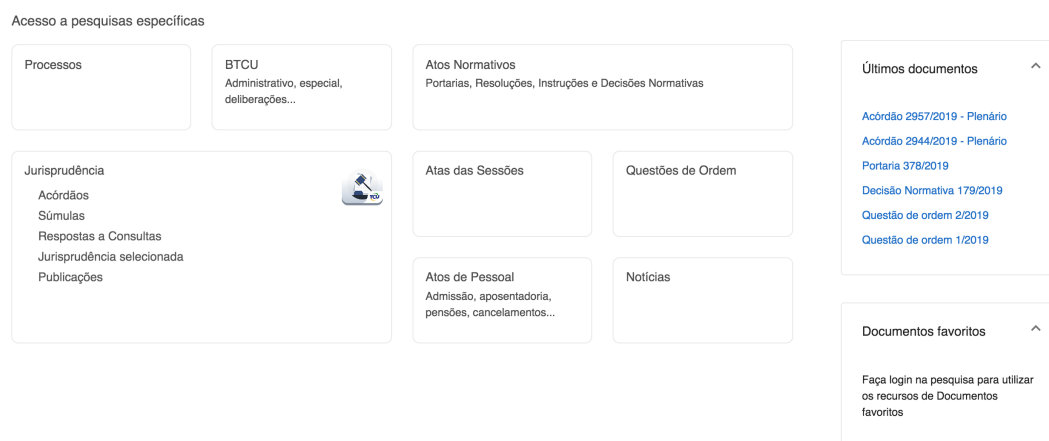 Acesso a pesquisas específicas
Processos
BTCU
Administrativo, especial,
deliberações...
Atos Normativos
Portarias, Resoluções, Instruções e Decisões Normativas
Jurisprudência
Acórdãos
Súmulas
Respostas a Consultas
Jurisprudência selecionada
Publicações
TCU
Atas das Sessões
Questões de Ordem
Atos de Pessoal
Admissão, aposentadoria,
pensões, cancelamentos...
Notícias
Últimos documentos
Acórdão 2957/2019 - Plenário
Acórdão 2944/2019 - Plenário
Portaria 378/2019
Decisão Normativa 179/2019
Questão de ordem 2/2019
Questão de ordem 1/2019
Documentos favoritos
Faça login na pesquisa para utilizar
os recursos de Documentos
favoritos